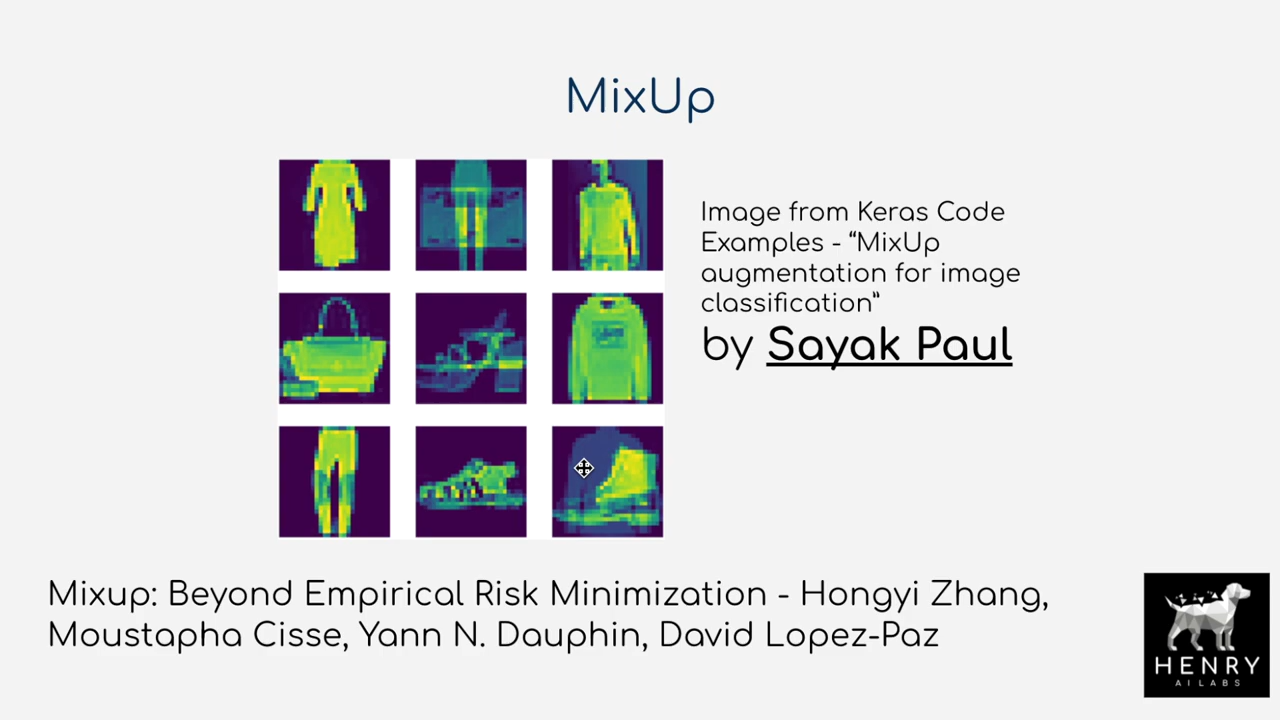 MixUp
Image from Keras Code
Examples - “MixUp
augmentation for image
classification”
by Sayak Paul
Mixup: Beyond Empirical Risk Minimization - Hongyi Zhang,
Moustapha Cisse, Yann N. Dauphin, David Lopez-Paz
HENRY
AI LABS